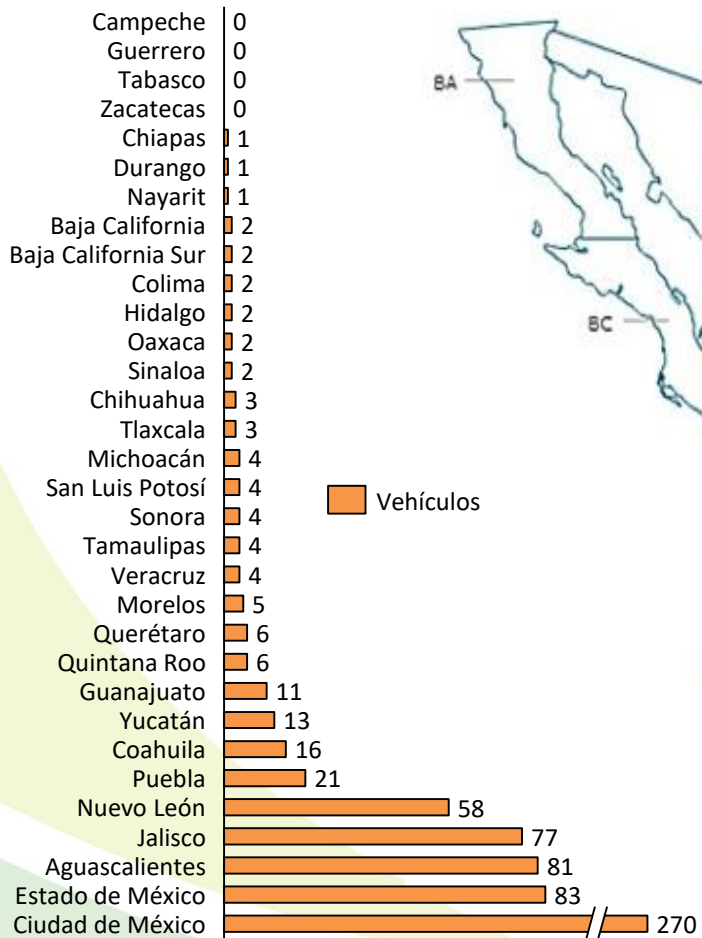 Campeche 0
Guerrero 0
Tabasco 0
Zacatecas 0
Chiapas 1
Durango 1
Nayarit 1
Baja California 2
Baja California Sur 2
Colima 2
Hidalgo 2
Oaxaca 2
Sinaloa 2
Chihuahua 3
Tlaxcala 3
Michoacán 4
San Luis Potosí 4
Sonora 4
Tamaulipas 4
Veracruz 4
Morelos 5
Querétaro 6
Quintana Roo 6
Guanajuato 11
Yucatán 13
Coahuila 16
Puebla 21
Nuevo León 58
Jalisco 77
Aguascalientes 81
Estado de México 83
Ciudad de México 270
Vehículos
BA
BC